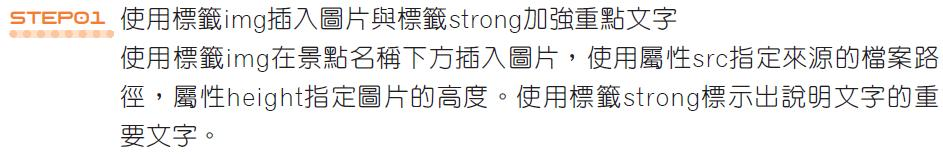 STEP01 使用標籤img插入圖片與標籤strong加強重點文字
使用標籤img在景點名稱下方插入圖片，使用屬性src指定來源的檔案路
徑，屬性height指定圖片的高度。使用標籤strong標示出說明文字的重
要文字。